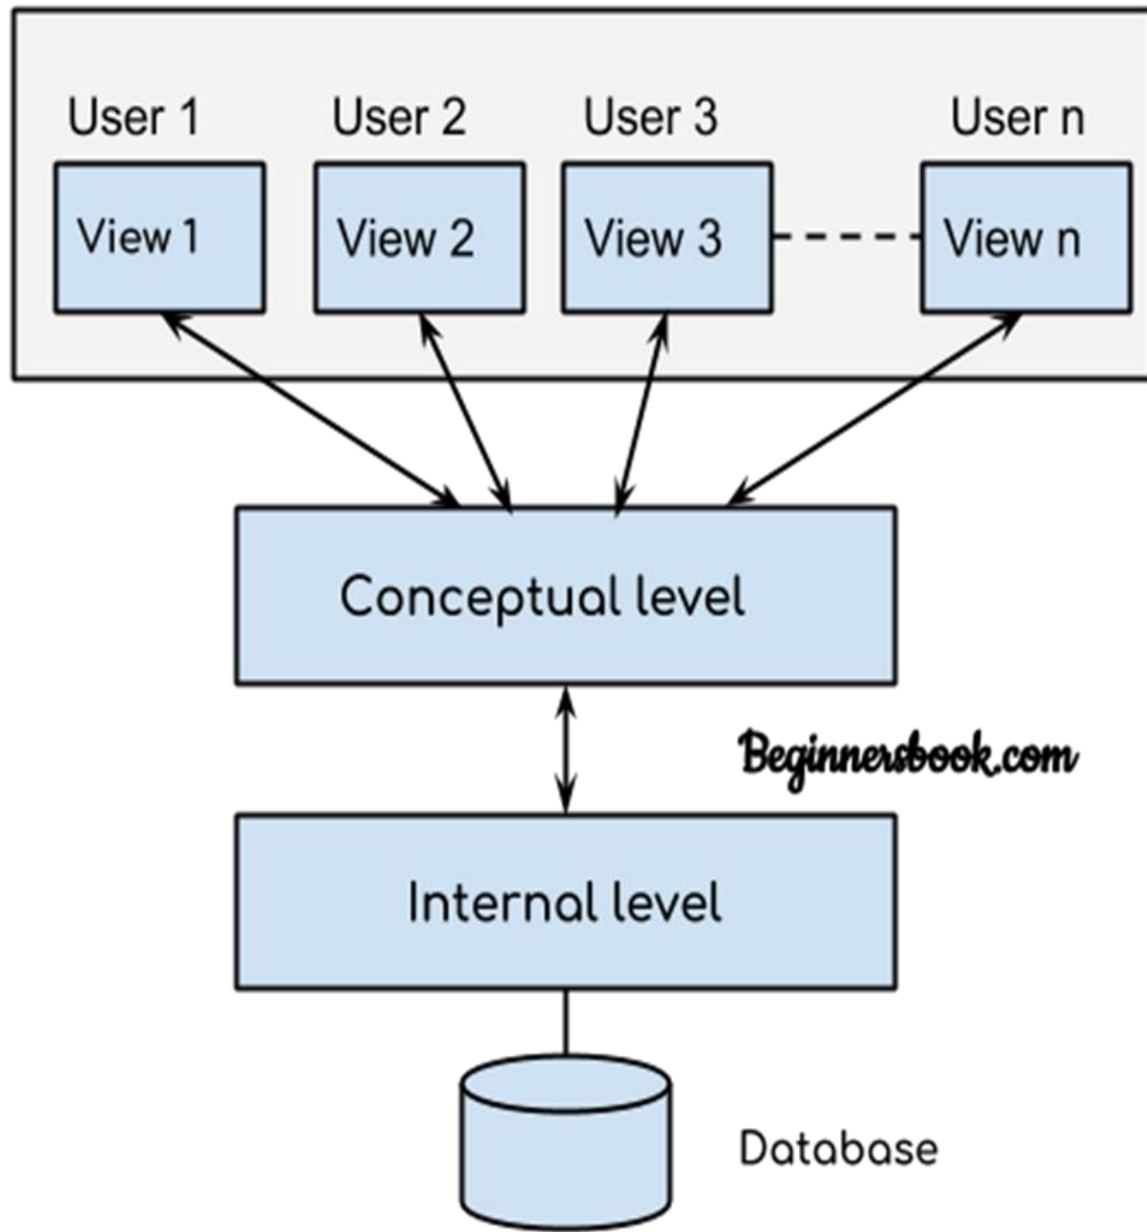 User 1 User 2 User 3 User n
View 1 View 2 View 3 View n
Conceptual level
Beginnersbook.com
Internal level
Database